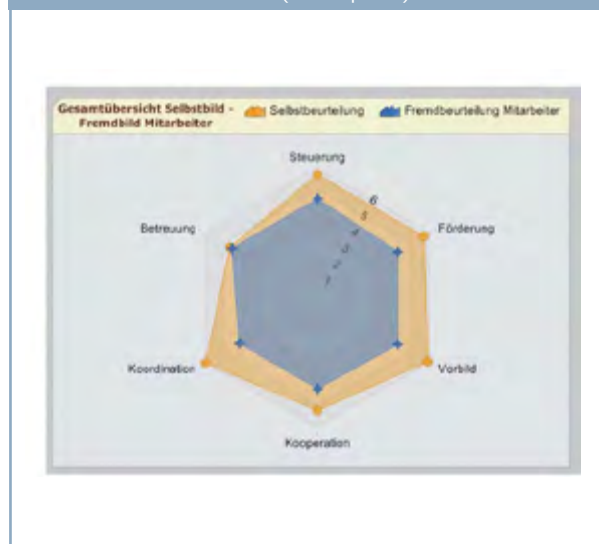 Gesamtübersicht Selbstbild -
Fremdbild Mitarbeiter
Selbstbeurteilung
Fremdbeurteilung Mitarbeiter
Steuerung
6
5
4
3
2
1
Betreuung
Förderung
Koordination
Vorbild
Kooperation